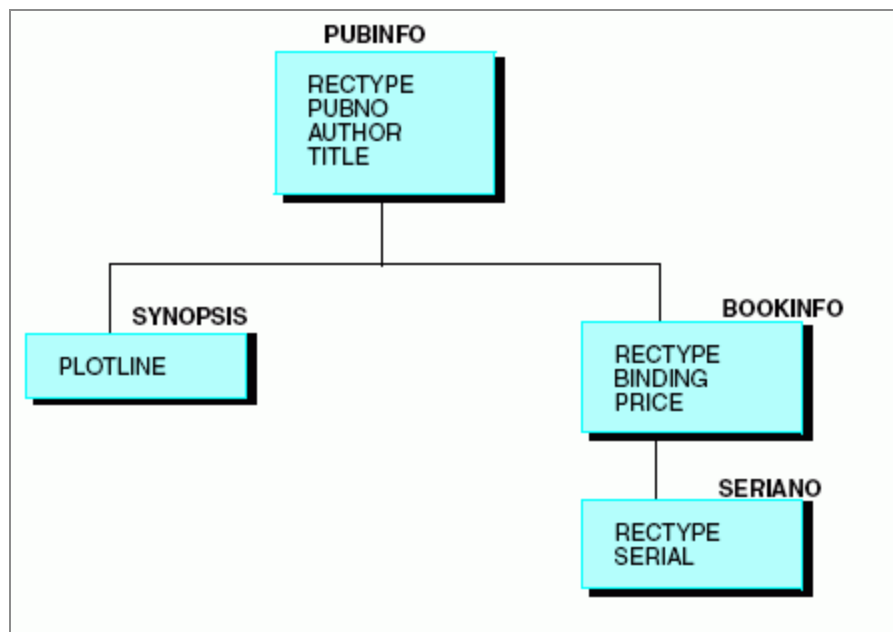 PUBINFO
RECTYPE
PUBNO
AUTHOR
TITLE
SYNOPSIS
PLOTLINE
BOOKINFO
RECTYPE
BINDING
PRICE
SERIANO
RECTYPE
SERIAL